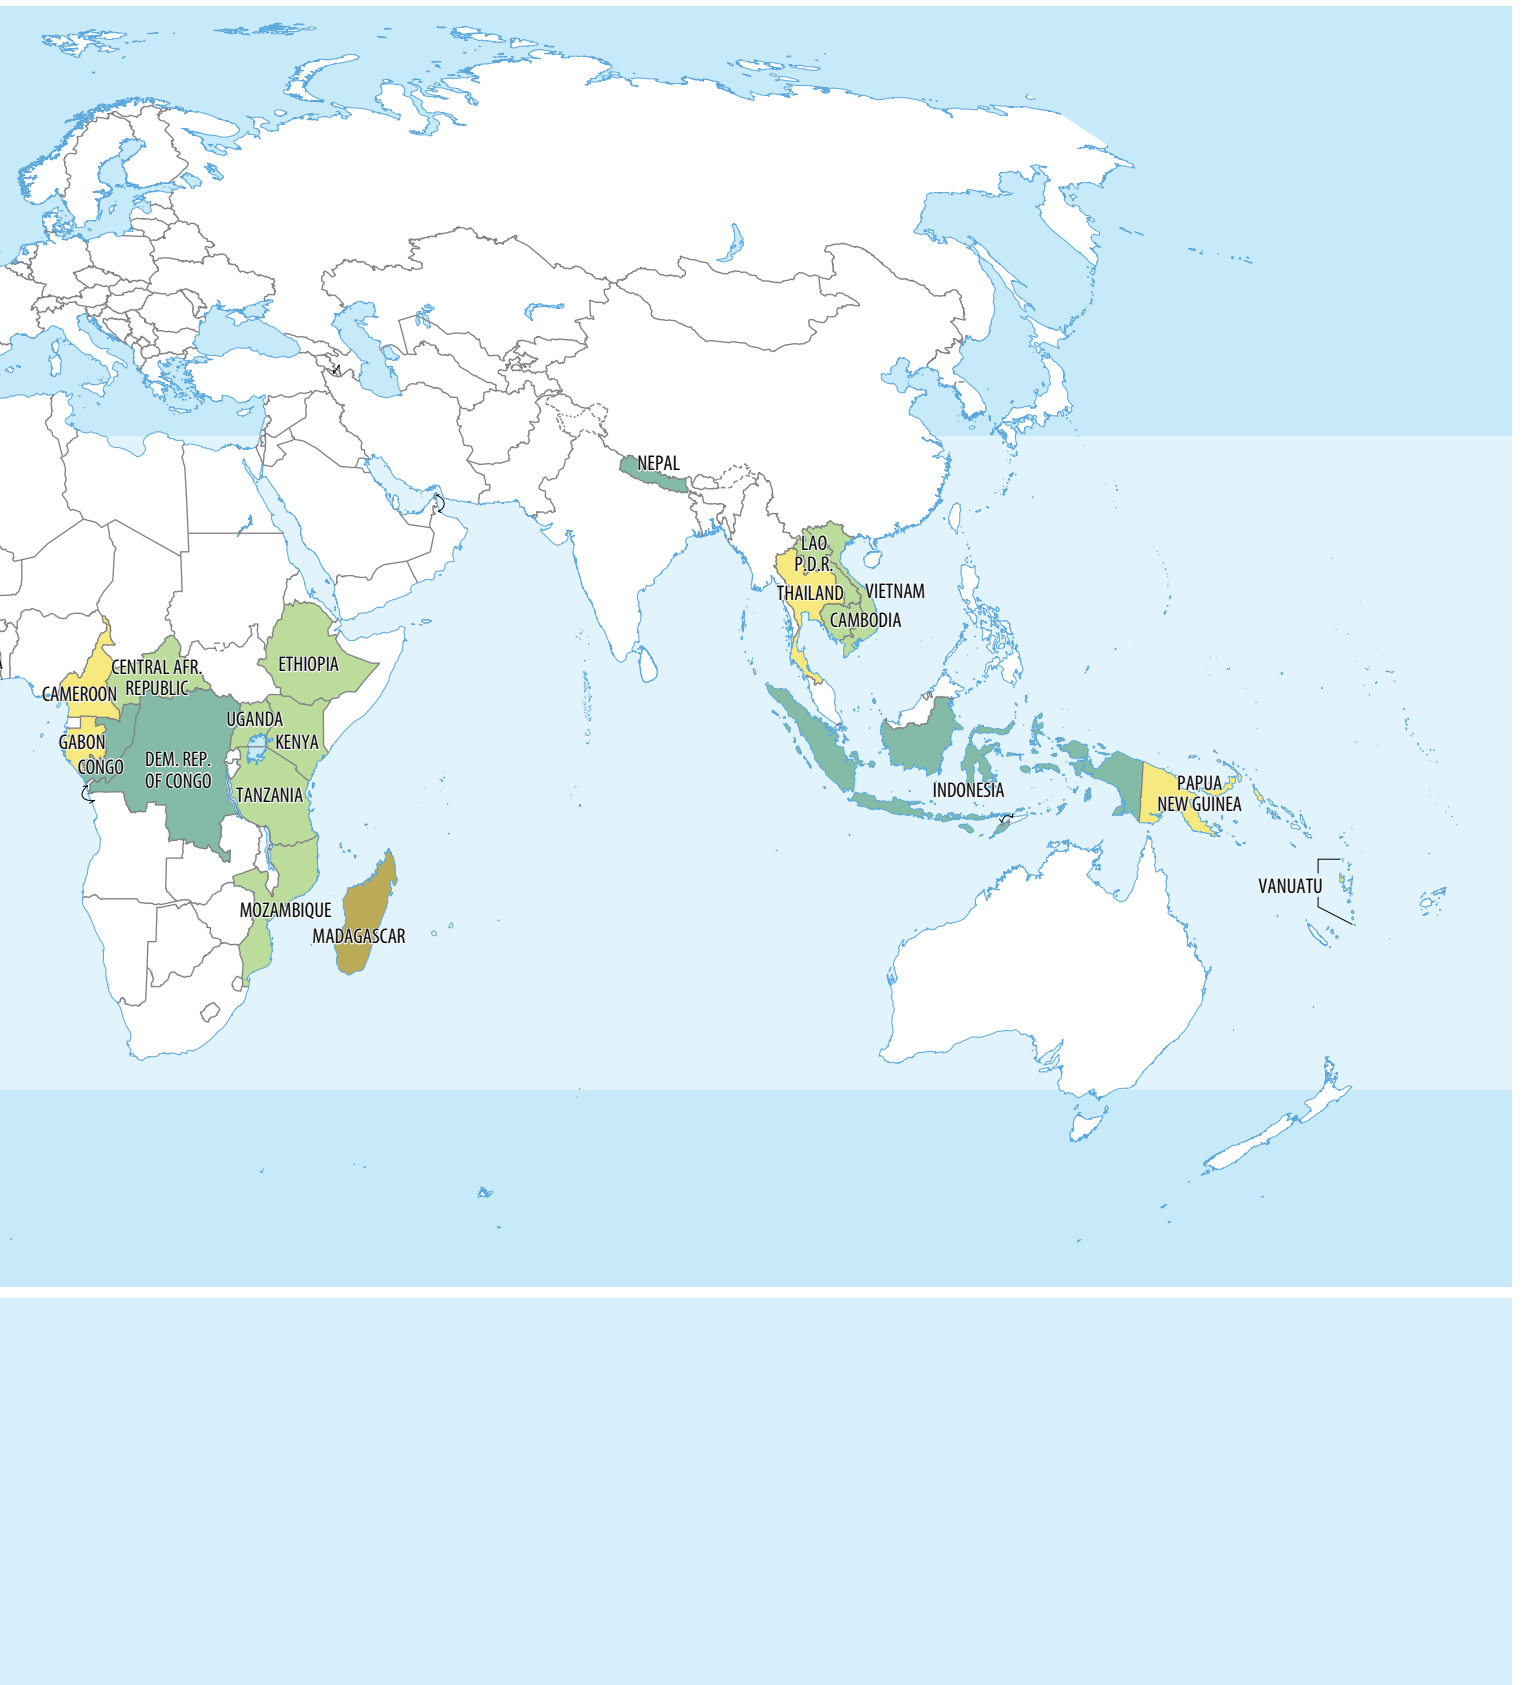 NEPAL
LAO
P.D.R.
THAILAND
VIETNAM
CAMBODIA
ETHIOPIA
CENTRAL AFR.
REPUBLIC
CAMEROON
UGANDA
GABON
KENYA
CONGO
DEM. REP.
OF CONGO
TANZANIA
INDONESIA
PAPUA
NEW GUINEA
VANUATU
MOZAMBIQUE
MADAGASCAR